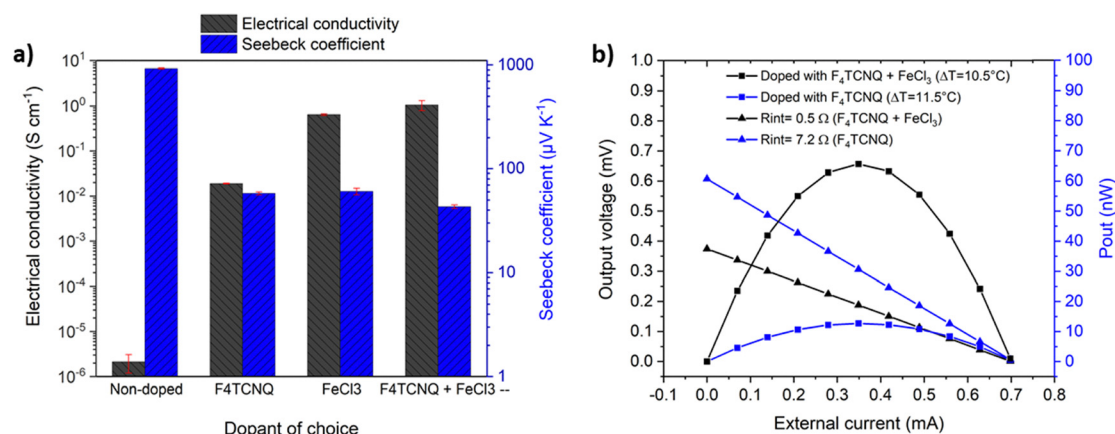 Electrical conductivity
Seebeck coefficient
a)
Electrical conductivity (S cm⁻¹)
10¹
10⁰
10⁻¹
10⁻²
10⁻³
10⁻⁴
10⁻⁵
10⁻⁶
Non-doped F4TCNQ FeCl3 F4TCNQ + FeCl3 --
Dopant of choice
1000
100
10
1
Seebeck coefficient (µV K⁻¹)
b)
Output voltage (mV)
1.0
0.9
0.8
0.7
0.6
0.5
0.4
0.3
0.2
0.1
0.0
Doped with F₄TCNQ + FeCl₃ (ΔT=10.5°C)
Doped with F₄TCNQ (ΔT=11.5°C)
Rint= 0.5 Ω (F₄TCNQ + FeCl₃)
Rint= 7.2 Ω (F₄TCNQ)
-0.1 0.0 0.1 0.2 0.3 0.4 0.5 0.6 0.7 0.8
External current (mA)
100
90
80
70
60
50
40
30
20
10
0
Pout (nW)